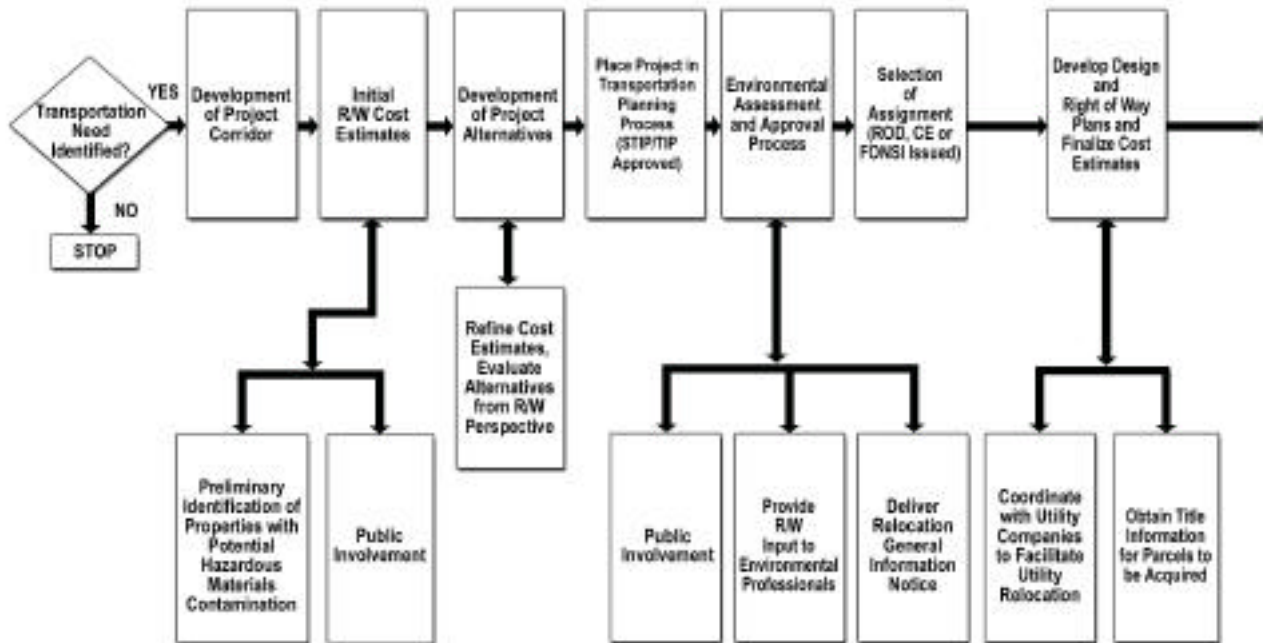 Transportation
Need
Identified?
YES
NO
STOP
Development
of Project
Corridor
Initial
R/W Cost
Estimates
Development
of Project
Alternatives
Place Project in
Transportation
Planning
Process
(STIP/TIP
Approved)
Environmental
Assessment
and Approval
Process
Selection
of
Assignment
(ROD, CE or
FONSI Issued)
Develop Design
and
Right of Way
Plans and
Finalize Cost
Estimates
Preliminary
Identification of
Properties with
Potential
Hazardous
Materials
Contamination
Public
Involvement
Refine Cost
Estimates,
Evaluate
Alternatives
from R/W
Perspective
Public
Involvement
Provide
R/W
Input to
Environmental
Professionals
Deliver
Relocation
General
Information
Notice
Coordinate
with Utility
Companies
to Facilitate
Utility
Relocation
Obtain Title
Information
for Parcels to
be Acquired